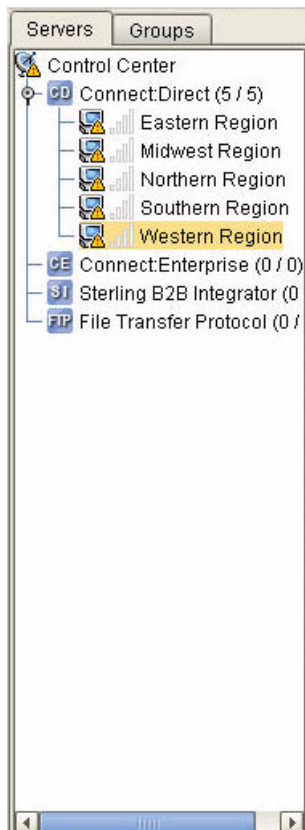 Servers Groups
Control Center
CD Connect:Direct (5 / 5)
Eastern Region
Midwest Region
Northern Region
Southern Region
Western Region
CE Connect:Enterprise (0 / 0)
SI Sterling B2B Integrator (0
FTP File Transfer Protocol (0 /